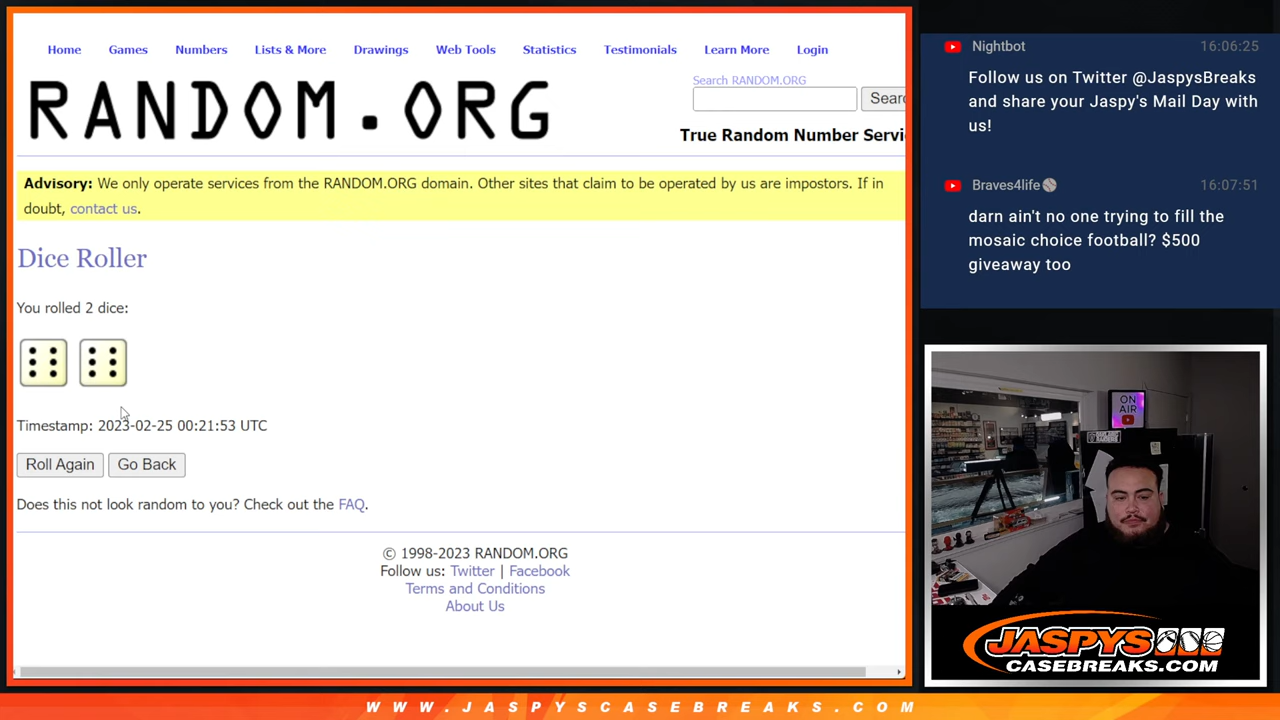 Home Games Numbers Lists & More Drawings Web Tools Statistics Testimonials Learn More Login
RANDOM.ORG
Search RANDOM.ORG
Searc
True Random Number Servi
Advisory: We only operate services from the RANDOM.ORG domain. Other sites that claim to be operated by us are impostors. If in
doubt, contact us.
Dice Roller
You rolled 2 dice:
Timestamp: 2023-02-25 00:21:53 UTC
Roll Again Go Back
Does this not look random to you? Check out the FAQ.
© 1998-2023 RANDOM.ORG
Follow us: Twitter | Facebook
Terms and Conditions
About Us
Nightbot 16:06:25
Follow us on Twitter @JaspysBreaks
and share your Jaspy's Mail Day with
us!
Braves4life 16:07:51
darn ain't no one trying to fill the
mosaic choice football? $500
giveaway too
ON
AIR
JASPYS
CASEBREAKS.COM
WWW.JASPYSCASEBREAKS.COM